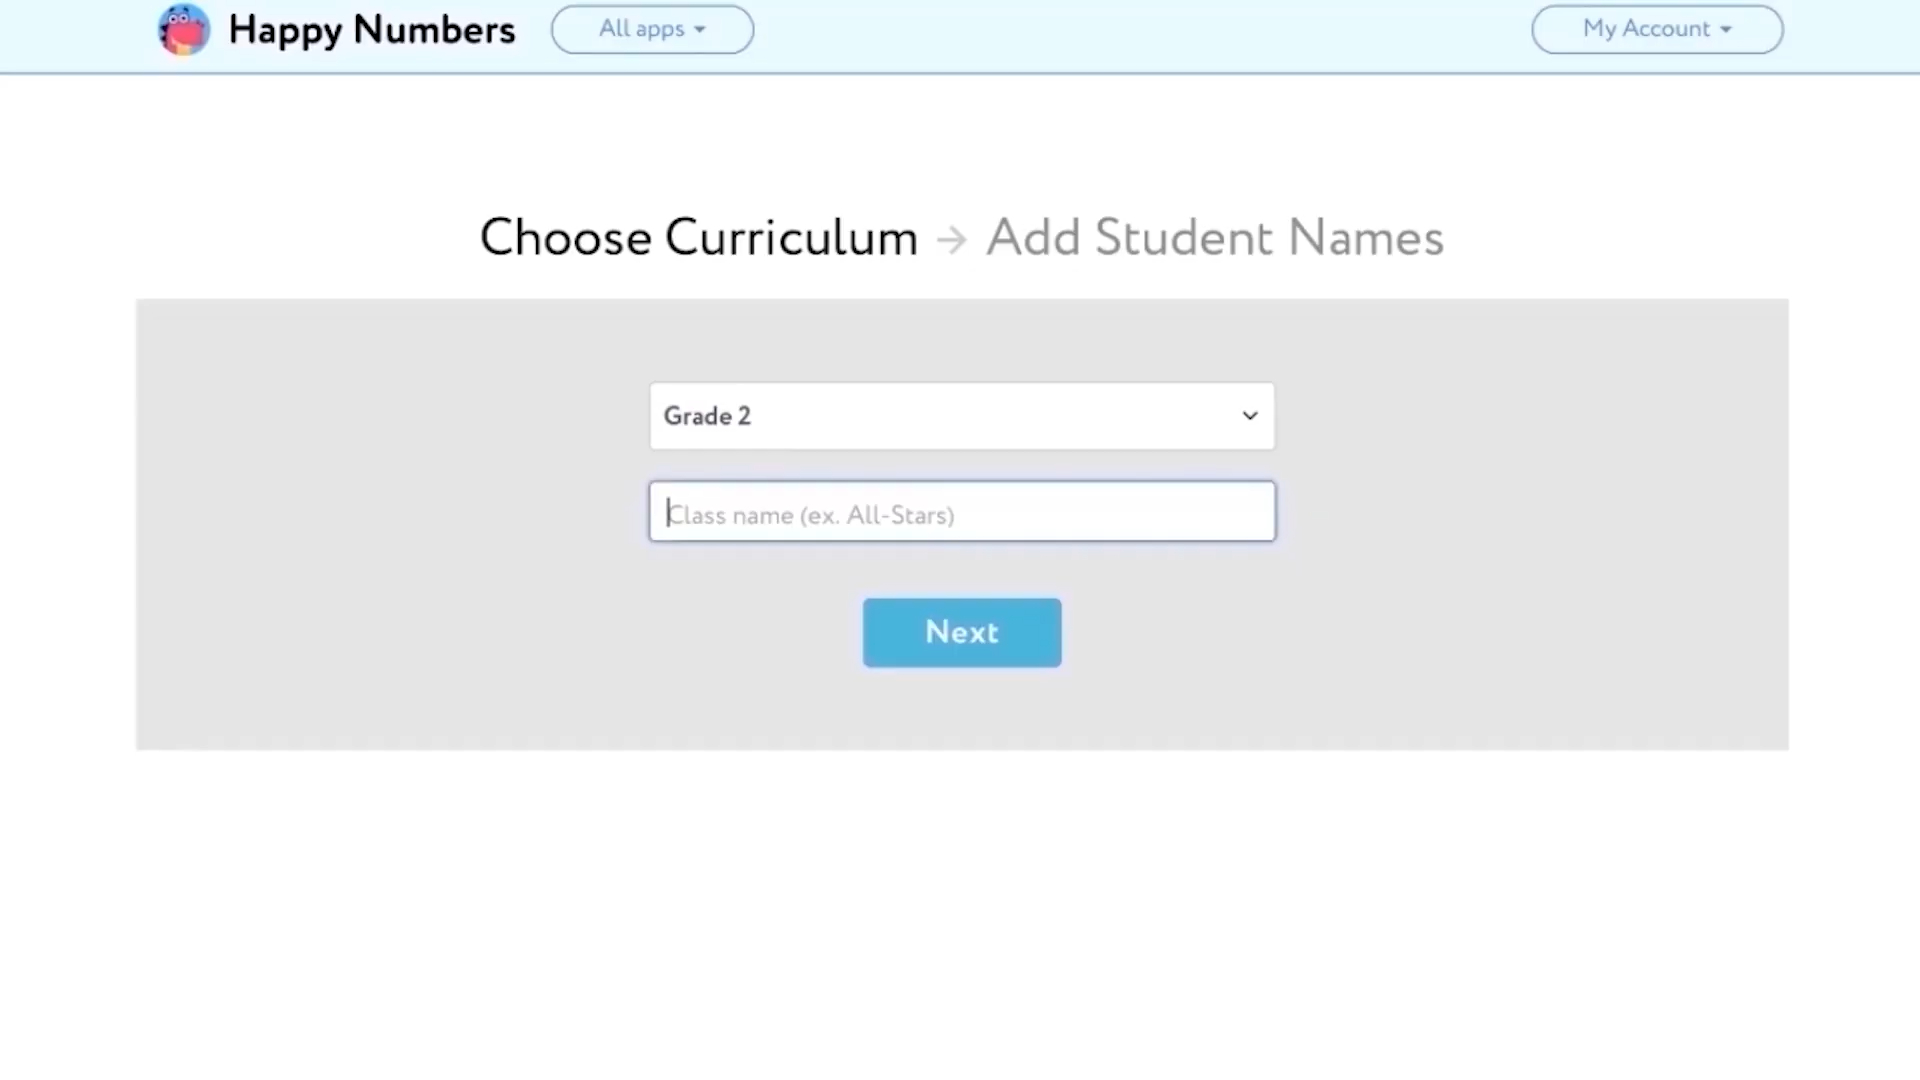 Happy Numbers
All apps
My Account
Choose Curriculum → Add Student Names
Grade 2
Class name (ex. All-Stars)
Next